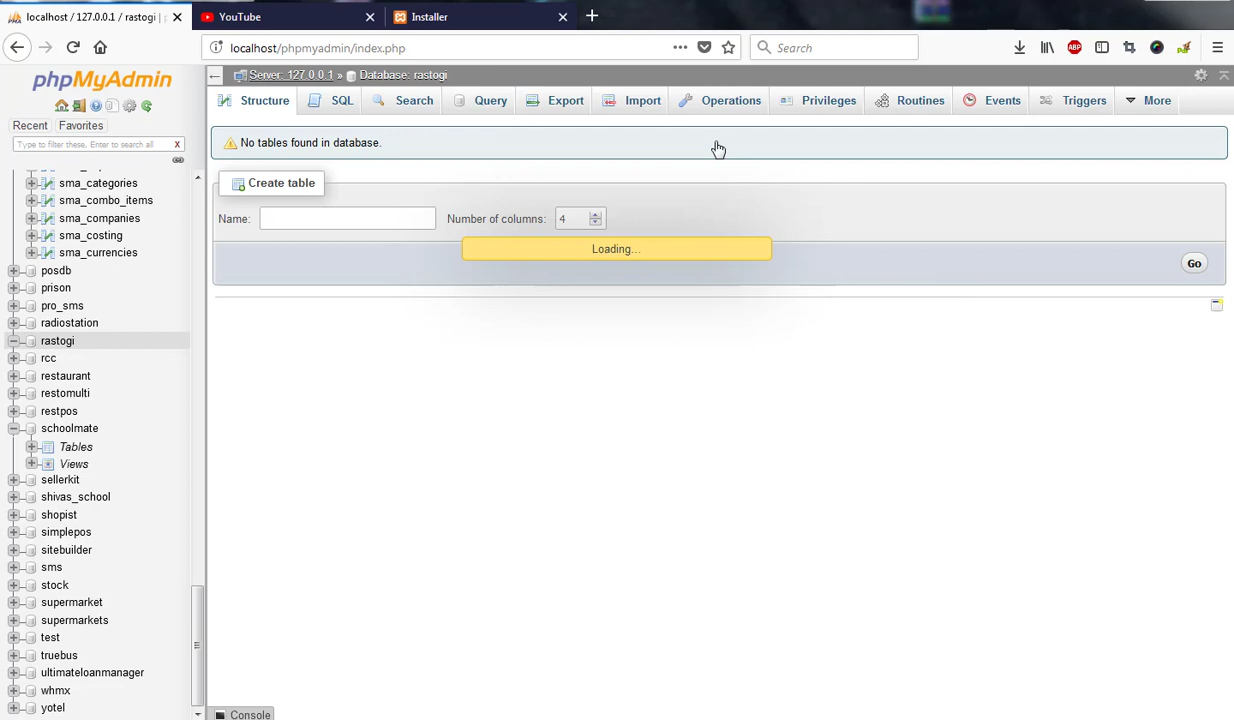 localhost / 127.0.0.1 / rastogi |
YouTube
Installer
localhost/phpmyadmin/index.php
Search
ABP
phpMyAdmin
Recent
Favorites
Type to filter these, Enter to search all
X
sma_categories
sma_combo_items
sma_companies
sma_costing
sma_currencies
posdb
prison
pro_sms
radiostation
rastogi
rcc
restaurant
restomulti
restpos
schoolmate
Tables
Views
sellerkit
shivas_school
shopist
simplepos
sitebuilder
sms
stock
supermarket
supermarkets
test
truebus
ultimateloanmanager
whmx
yotel
Server: 127.0.0.1 » Database: rastogi
Structure
SQL
Search
Query
Export
Import
Operations
Privileges
Routines
Events
Triggers
More
No tables found in database.
Create table
Name:
Number of columns: 4
Loading...
Go
Console